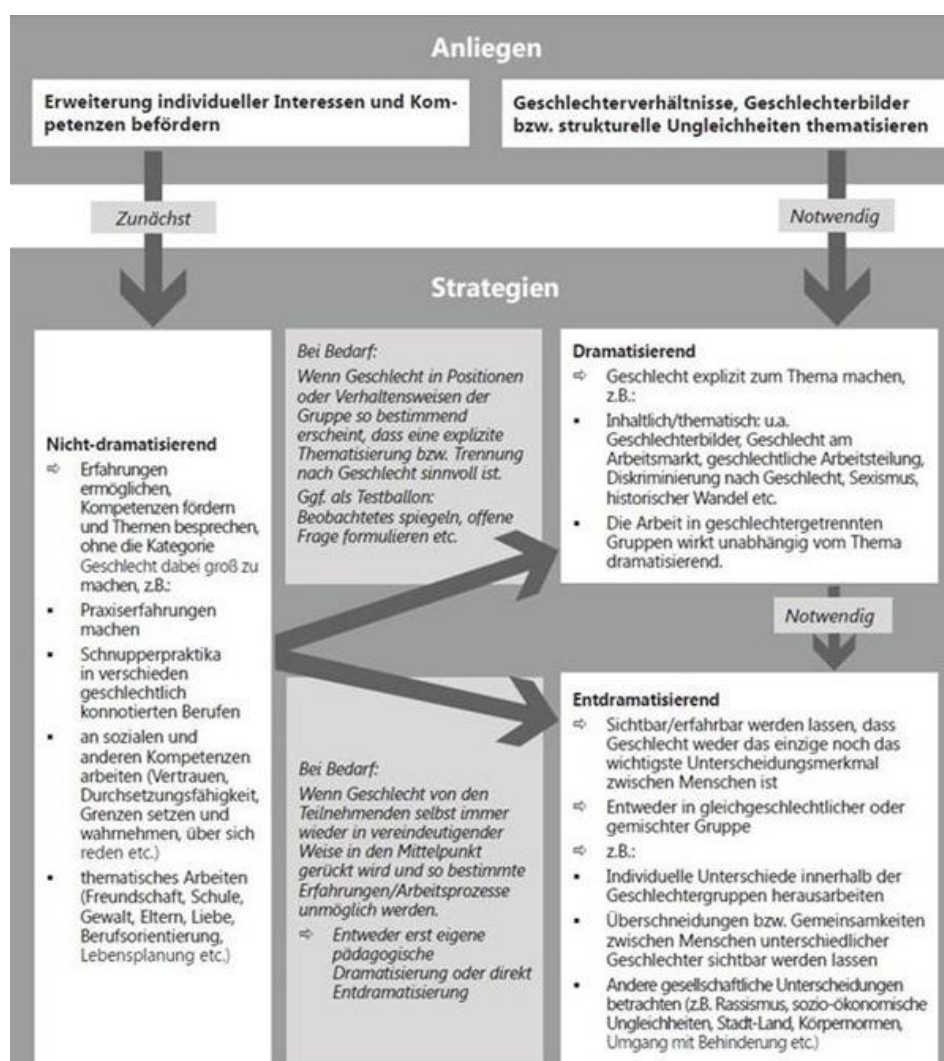 Anliegen
Erweiterung individueller Interessen und Kom-
petenzen befördern
Geschlechterverhältnisse, Geschlechterbilder
bzw. strukturelle Ungleichheiten thematisieren
Zunächst
Notwendig
Strategien
Nicht-dramatisierend
⇨ Erfahrungen
ermöglichen,
Kompetenzen fördern
und Themen besprechen,
ohne die Kategorie
Geschlecht dabei groß zu
machen, z.B.:
▪ Praxiserfahrungen
machen
▪ Schnupperpraktika
in verschieden
geschlechtlich
konnotierten Berufen
▪ an sozialen und
anderen Kompetenzen
arbeiten (Vertrauen,
Durchsetzungsfähigkeit,
Grenzen setzen und
wahrnehmen, über sich
reden etc.)
▪ thematisches Arbeiten
(Freundschaft, Schule,
Gewalt, Eltern, Liebe,
Berufsorientierung,
Lebensplanung etc.)
Bei Bedarf:
Wenn Geschlecht in Positionen
oder Verhaltensweisen der
Gruppe so bestimmend
erscheint, dass eine explizite
Thematisierung bzw. Trennung
nach Geschlecht sinnvoll ist.
Ggf. als Testballon:
Beobachtetes spiegeln, offene
Frage formulieren etc.
Bei Bedarf:
Wenn Geschlecht von den
Teilnehmenden selbst immer
wieder in vereindeutigender
Weise in den Mittelpunkt
gerückt wird und so bestimmte
Erfahrungen/Arbeitsprozesse
unmöglich werden.
⇨ Entweder erst eigene
pädagogische
Dramatisierung oder direkt
Entdramatisierung
Dramatisierend
⇨ Geschlecht explizit zum Thema machen,
z.B.:
▪ Inhaltlich/thematisch: u.a.
Geschlechterbilder, Geschlecht am
Arbeitsmarkt, geschlechtliche Arbeitsteilung,
Diskriminierung nach Geschlecht, Sexismus,
historischer Wandel etc.
▪ Die Arbeit in geschlechtergetrennten
Gruppen wirkt unabhängig vom Thema
dramatisierend.
Notwendig
Entdramatisierend
⇨ Sichtbar/erfahrbar werden lassen, dass
Geschlecht weder das einzige noch das
wichtigste Unterscheidungsmerkmal
zwischen Menschen ist
⇨ Entweder in gleichgeschlechtlicher oder
gemischter Gruppe
⇨ z.B.:
▪ Individuelle Unterschiede innerhalb der
Geschlechtergruppen herausarbeiten
▪ Überschneidungen bzw. Gemeinsamkeiten
zwischen Menschen unterschiedlicher
Geschlechter sichtbar werden lassen
▪ Andere gesellschaftliche Unterscheidungen
betrachten (z.B. Rassismus, sozio-ökonomische
Ungleichheiten, Stadt-Land, Körpernormen,
Umgang mit Behinderung etc.)